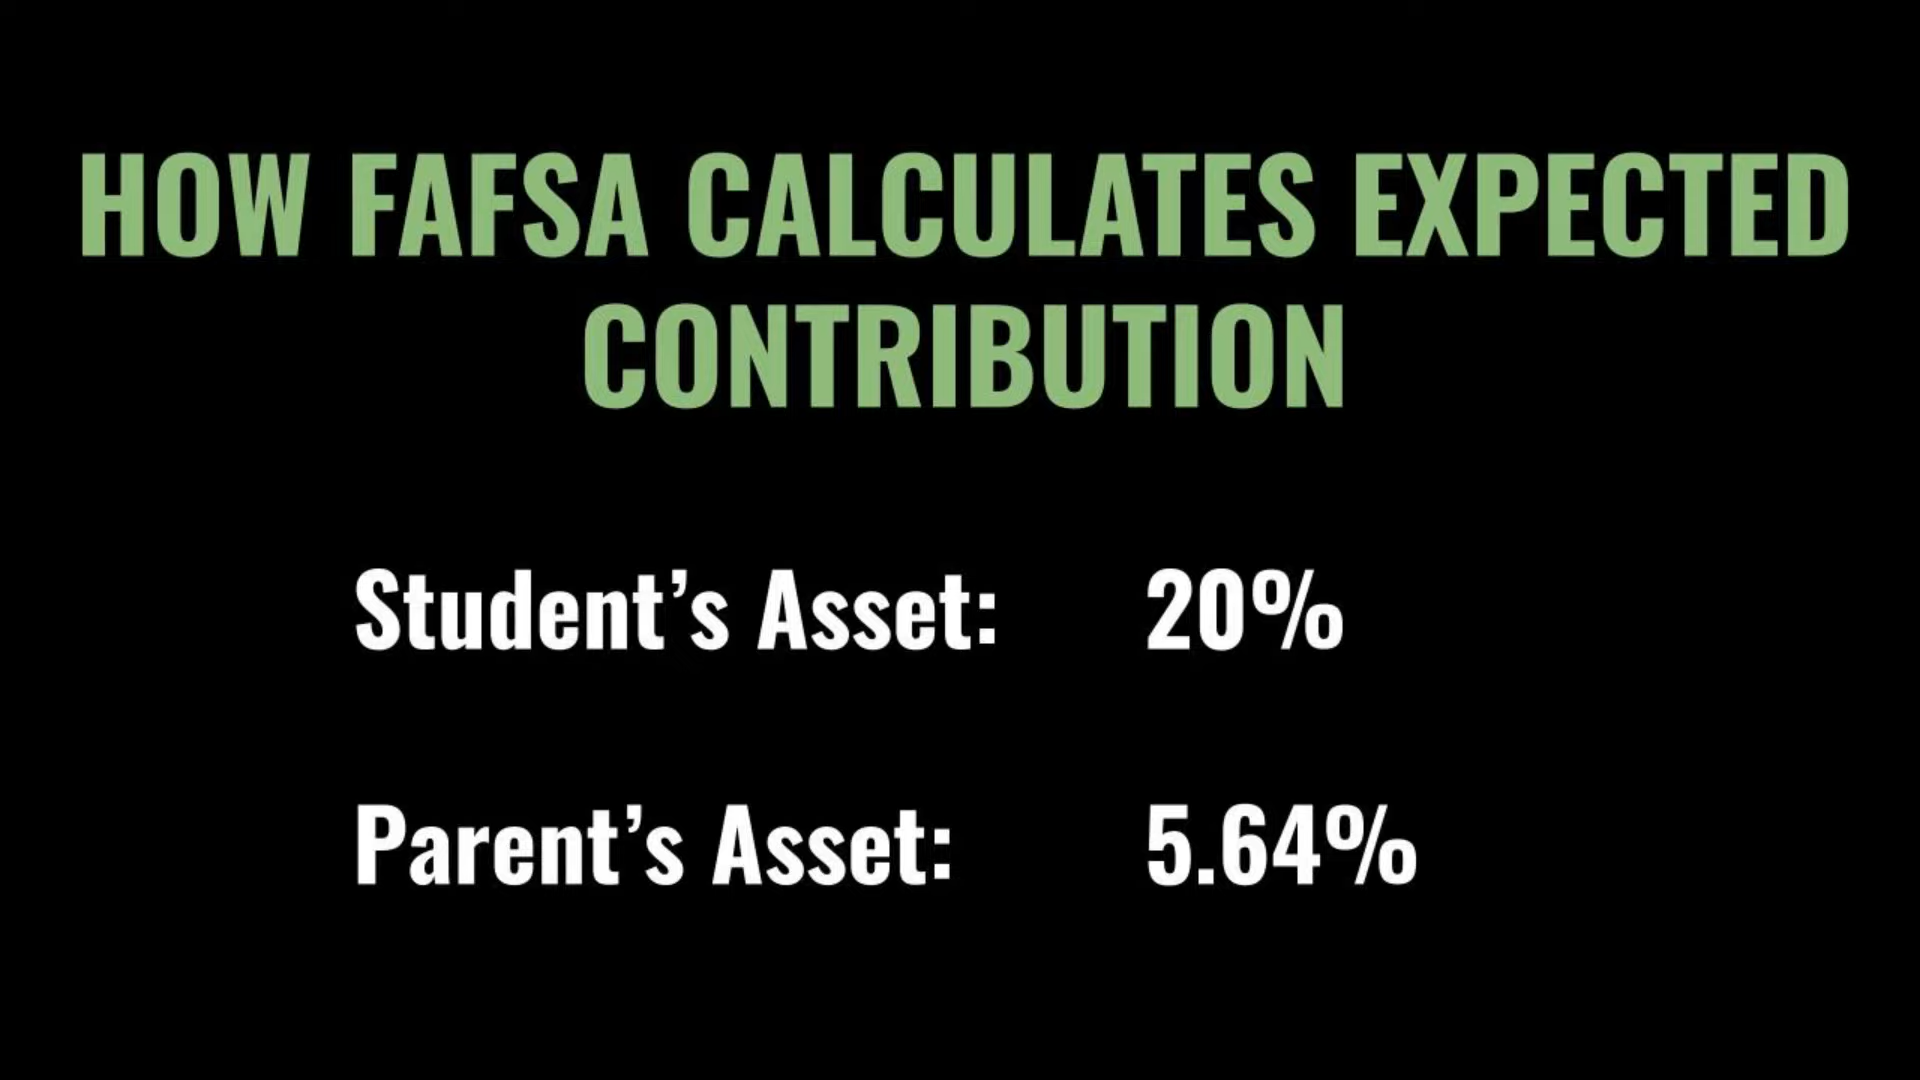 HOW FAFSA CALCULATES EXPECTED
CONTRIBUTION
Student’s Asset: 20%
Parent’s Asset: 5.64%